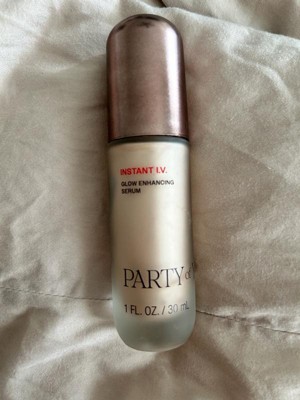 INSTANT I.V.
GLOW ENHANCING
SERUM
PARTY
1 FL. OZ. / 30 mL